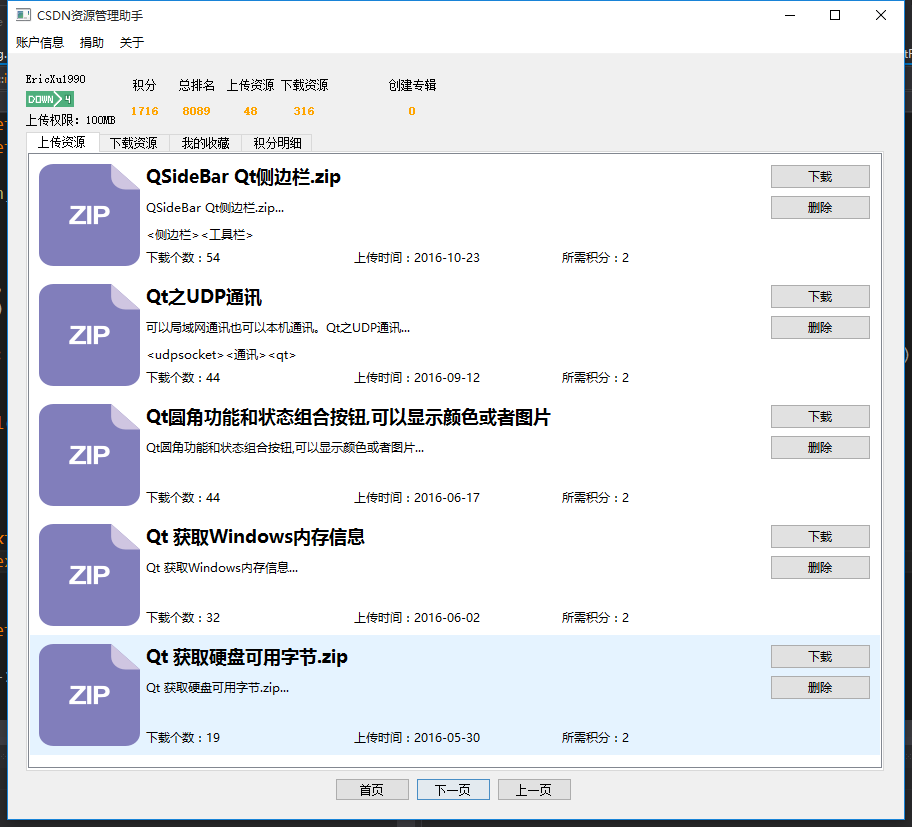 CSDN资源管理助手
账户信息 捐助 关于
EricXu1990
DOWN 4
上传权限：100MB
积分 总排名 上传资源 下载资源 创建专辑
1716 8089 48 316 0
上传资源 下载资源 我的收藏 积分明细
ZIP
QSideBar Qt侧边栏.zip
下载
QSideBar Qt侧边栏.zip...
删除
<侧边栏><工具栏>
下载个数：54 上传时间：2016-10-23 所需积分：2
ZIP
Qt之UDP通讯
下载
可以局域网通讯也可以本机通讯。Qt之UDP通讯...
删除
<udpsocket><通讯><qt>
下载个数：44 上传时间：2016-09-12 所需积分：2
ZIP
Qt圆角功能和状态组合按钮,可以显示颜色或者图片
下载
Qt圆角功能和状态组合按钮,可以显示颜色或者图片...
删除
下载个数：44 上传时间：2016-06-17 所需积分：2
ZIP
Qt 获取Windows内存信息
下载
Qt 获取Windows内存信息...
删除
下载个数：32 上传时间：2016-06-02 所需积分：2
ZIP
Qt 获取硬盘可用字节.zip
下载
Qt 获取硬盘可用字节.zip...
删除
下载个数：19 上传时间：2016-05-30 所需积分：2
首页 下一页 上一页